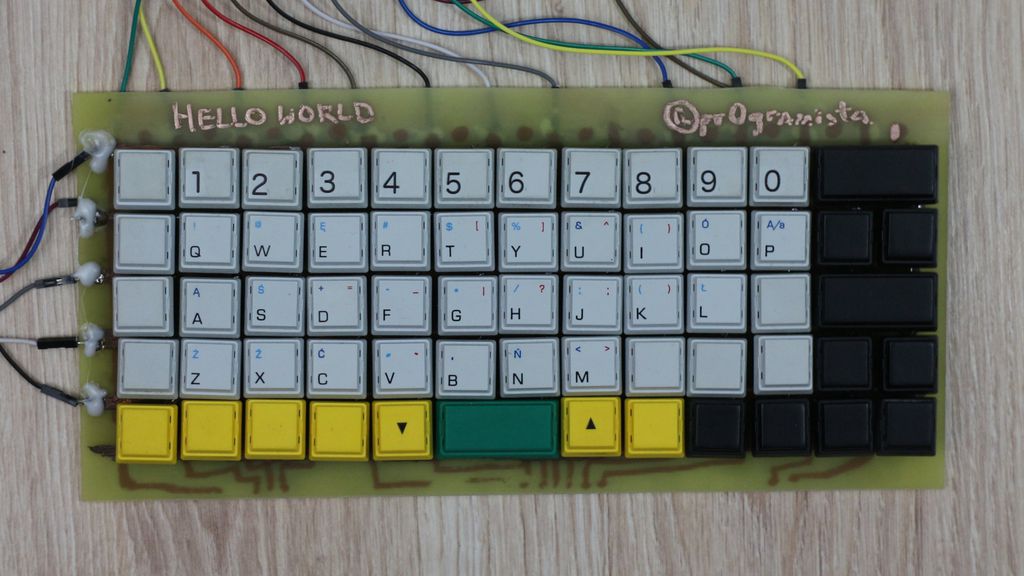 HELLO WORLD ©pr0gramista.
1 2 3 4 5 6 7 8 9 0
! @ Ę # $ [ % ] & ^ { } Ó A/a
Q W E R T Y U I O P
Ą Ś + = - _ * | / ? : ; ( ) Ł
A S D F G H J K L
Ż Ź Ć Ń < >
Z X C V B N M
▼ ▲